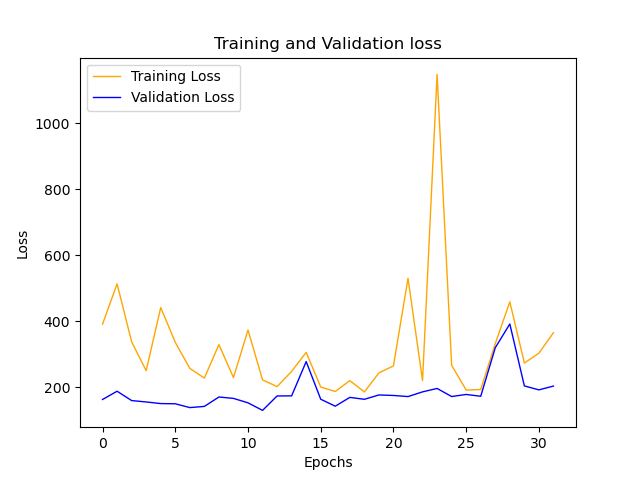 Training and Validation loss
Training Loss
Validation Loss
1000
800
600
400
200
Loss
0 5 10 15 20 25 30
Epochs